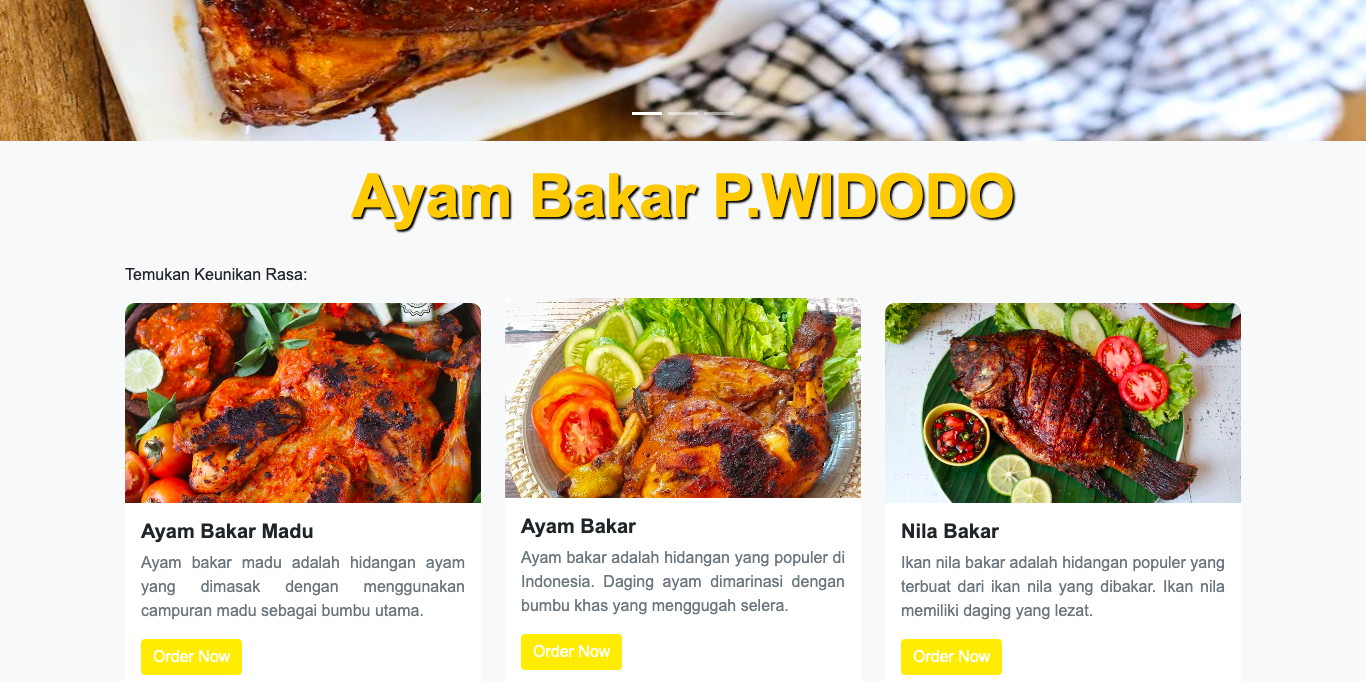 Ayam Bakar P.WIDODO
Temukan Keunikan Rasa:
Ayam Bakar Madu
Ayam bakar madu adalah hidangan ayam
yang dimasak dengan menggunakan
campuran madu sebagai bumbu utama.
Order Now
Ayam Bakar
Ayam bakar adalah hidangan yang populer di
Indonesia. Daging ayam dimarinasi dengan
bumbu khas yang menggugah selera.
Order Now
Nila Bakar
Ikan nila bakar adalah hidangan populer yang
terbuat dari ikan nila yang dibakar. Ikan nila
memiliki daging yang lezat.
Order Now